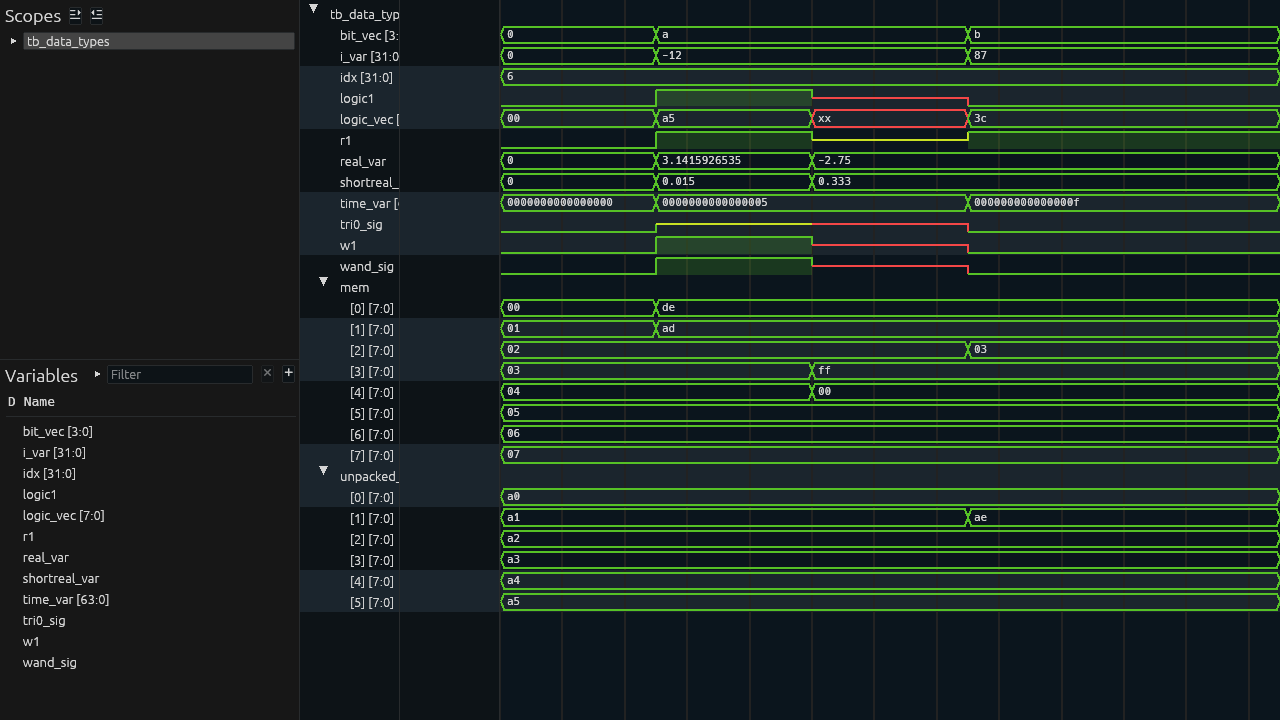 Scopes
tb_data_types
Variables
Filter
× +
D Name
bit_vec [3:0]
i_var [31:0]
idx [31:0]
logic1
logic_vec [7:0]
r1
real_var
shortreal_var
time_var [63:0]
tri0_sig
w1
wand_sig
tb_data_typ
bit_vec [3: 0 a b
i_var [31:0 0 -12 87
idx [31:0] 6
logic1
logic_vec [ 00 a5 xx 3c
r1
real_var 0 3.1415926535 -2.75
shortreal_ 0 0.015 0.333
time_var [ 0000000000000000 0000000000000005 000000000000000f
tri0_sig
w1
wand_sig
mem
[0] [7:0] 00 de
[1] [7:0] 01 ad
[2] [7:0] 02 03
[3] [7:0] 03 ff
[4] [7:0] 04 00
[5] [7:0] 05
[6] [7:0] 06
[7] [7:0] 07
unpacked_
[0] [7:0] a0
[1] [7:0] a1 ae
[2] [7:0] a2
[3] [7:0] a3
[4] [7:0] a4
[5] [7:0] a5